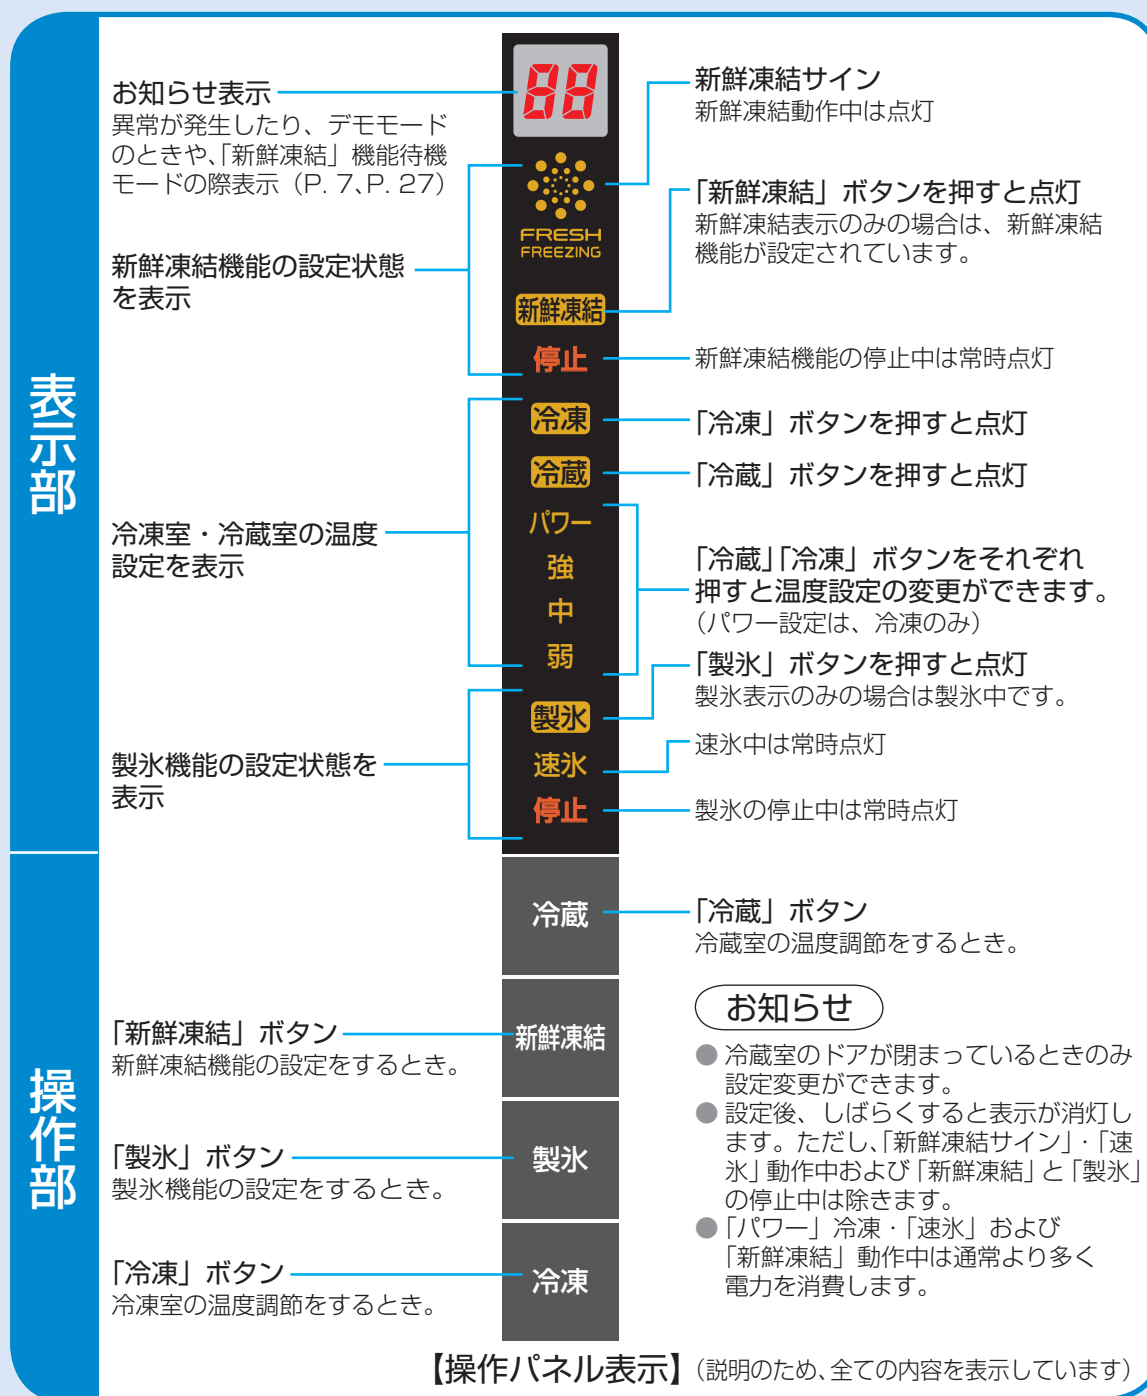 表示部
お知らせ表示
異常が発生したり、デモモード
のときや、「新鮮凍結」機能待機
モードの際表示（P. 7、P. 27）
新鮮凍結機能の設定状態
を表示
冷凍室・冷蔵室の温度
設定を表示
製氷機能の設定状態を
表示
88
FRESH
FREEZING
新鮮凍結
停止
冷凍
冷蔵
パワー
強
中
弱
製氷
速氷
停止
新鮮凍結サイン
新鮮凍結動作中は点灯
「新鮮凍結」ボタンを押すと点灯
新鮮凍結表示のみの場合は、新鮮凍結
機能が設定されています。
新鮮凍結機能の停止中は常時点灯
「冷凍」ボタンを押すと点灯
「冷蔵」ボタンを押すと点灯
「冷蔵」「冷凍」ボタンをそれぞれ
押すと温度設定の変更ができます。
（パワー設定は、冷凍のみ）
「製氷」ボタンを押すと点灯
製氷表示のみの場合は製氷中です。
速氷中は常時点灯
製氷の停止中は常時点灯
操作部
「新鮮凍結」ボタン
新鮮凍結機能の設定をするとき。
「製氷」ボタン
製氷機能の設定をするとき。
「冷凍」ボタン
冷凍室の温度調節をするとき。
冷蔵
新鮮凍結
製氷
冷凍
「冷蔵」ボタン
冷蔵室の温度調節をするとき。
お知らせ
● 冷蔵室のドアが閉まっているときのみ
設定変更ができます。
● 設定後、しばらくすると表示が消灯し
ます。ただし、「新鮮凍結サイン」・「速
氷」動作中および「新鮮凍結」と「製氷」
の停止中は除きます。
● 「パワー」冷凍・「速氷」および
「新鮮凍結」動作中は通常より多く
電力を消費します。
【操作パネル表示】（説明のため、全ての内容を表示しています）